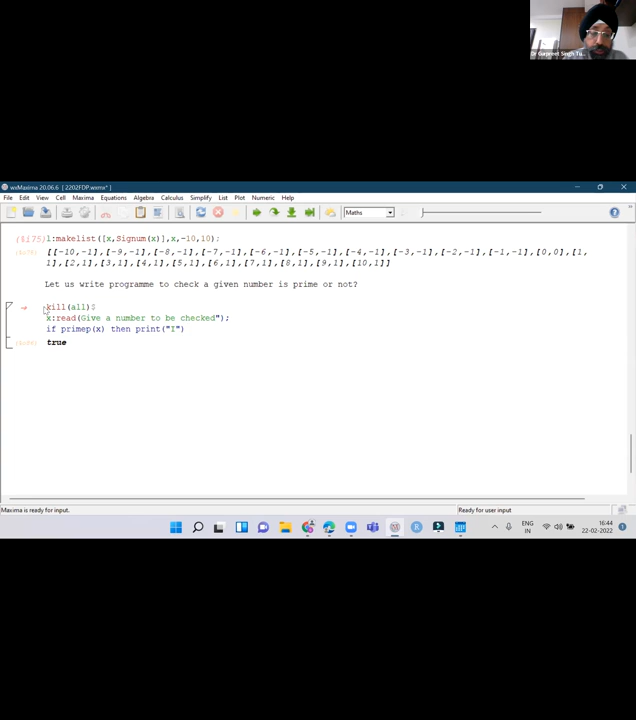 Dr Gurpreet Singh Tu...
wxMaxima 20.06.6 [ 2202FDP.wxmx* ]
File Edit View Cell Maxima Equations Algebra Calculus Simplify List Plot Numeric Help
Maths
(%i75) l:makelist([x,Signum(x)],x,-10,10);
[[-10,-1],[-9,-1],[-8,-1],[-7,-1],[-6,-1],[-5,-1],[-4,-1],[-3,-1],[-2,-1],[-1,-1],[0,0],[1,
1],[2,1],[3,1],[4,1],[5,1],[6,1],[7,1],[8,1],[9,1],[10,1]]
Let us write programme to check a given number is prime or not?
kill(all)$
x:read(Give a number to be checked");
if primep(x) then print("I")
true
Maxima is ready for input.
Ready for user input
ENG
IN
16:44
22-02-2022